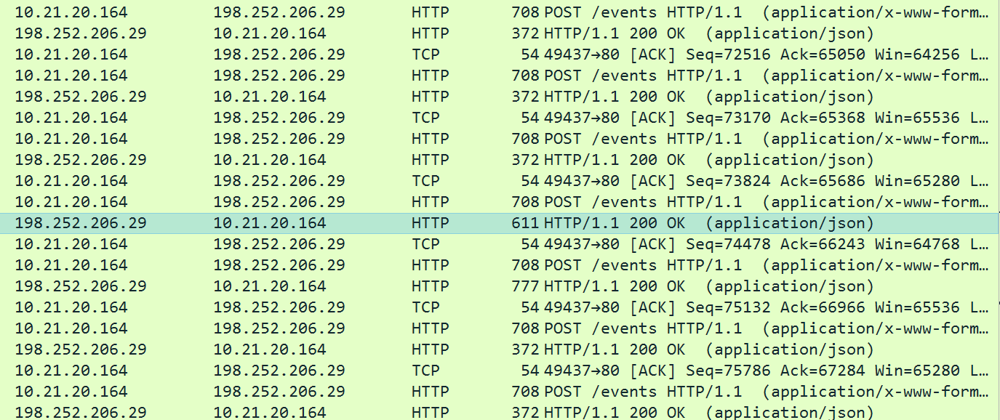 10.21.20.164 198.252.206.29 HTTP 708 POST /events HTTP/1.1 (application/x-www-form…
198.252.206.29 10.21.20.164 HTTP 372 HTTP/1.1 200 OK (application/json)
10.21.20.164 198.252.206.29 TCP 54 49437→80 [ACK] Seq=72516 Ack=65050 Win=64256 L…
10.21.20.164 198.252.206.29 HTTP 708 POST /events HTTP/1.1 (application/x-www-form…
198.252.206.29 10.21.20.164 HTTP 372 HTTP/1.1 200 OK (application/json)
10.21.20.164 198.252.206.29 TCP 54 49437→80 [ACK] Seq=73170 Ack=65368 Win=65536 L…
10.21.20.164 198.252.206.29 HTTP 708 POST /events HTTP/1.1 (application/x-www-form…
198.252.206.29 10.21.20.164 HTTP 372 HTTP/1.1 200 OK (application/json)
10.21.20.164 198.252.206.29 TCP 54 49437→80 [ACK] Seq=73824 Ack=65686 Win=65280 L…
10.21.20.164 198.252.206.29 HTTP 708 POST /events HTTP/1.1 (application/x-www-form…
198.252.206.29 10.21.20.164 HTTP 611 HTTP/1.1 200 OK (application/json)
10.21.20.164 198.252.206.29 TCP 54 49437→80 [ACK] Seq=74478 Ack=66243 Win=64768 L…
10.21.20.164 198.252.206.29 HTTP 708 POST /events HTTP/1.1 (application/x-www-form…
198.252.206.29 10.21.20.164 HTTP 777 HTTP/1.1 200 OK (application/json)
10.21.20.164 198.252.206.29 TCP 54 49437→80 [ACK] Seq=75132 Ack=66966 Win=65536 L…
10.21.20.164 198.252.206.29 HTTP 708 POST /events HTTP/1.1 (application/x-www-form…
198.252.206.29 10.21.20.164 HTTP 372 HTTP/1.1 200 OK (application/json)
10.21.20.164 198.252.206.29 TCP 54 49437→80 [ACK] Seq=75786 Ack=67284 Win=65280 L…
10.21.20.164 198.252.206.29 HTTP 708 POST /events HTTP/1.1 (application/x-www-form…
198.252.206.29 10.21.20.164 HTTP 372 HTTP/1.1 200 OK (application/json)